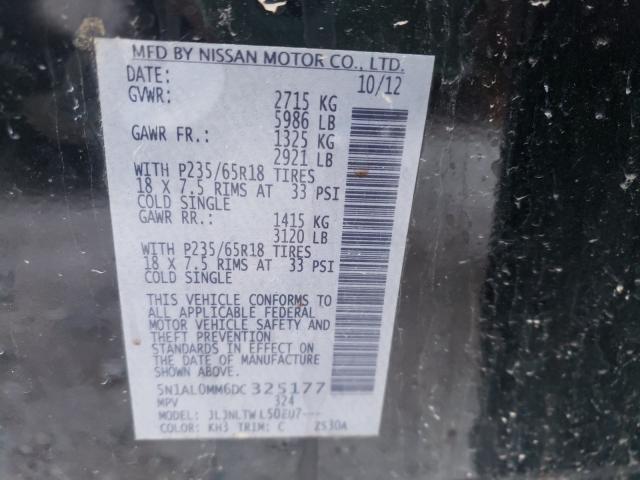 MFD BY NISSAN MOTOR CO., LTD.
DATE: 10/12
GVWR: 2715 KG
5986 LB
GAWR FR.: 1325 KG
2921 LB
WITH P235/65R18 TIRES
18 X 7.5 RIMS AT 33 PSI
COLD SINGLE
GAWR RR.: 1415 KG
3120 LB
WITH P235/65R18 TIRES
18 X 7.5 RIMS AT 33 PSI
COLD SINGLE
THIS VEHICLE CONFORMS TO
ALL APPLICABLE FEDERAL
MOTOR VEHICLE SAFETY AND
THEFT PREVENTION
STANDARDS IN EFFECT ON
THE DATE OF MANUFACTURE
SHOWN ABOVE.
5N1AL0MM6DC325177
MPV 324
MODEL: JLJNLTWL50EU7---
COLOR: KH3 TRIM: C ZS30A